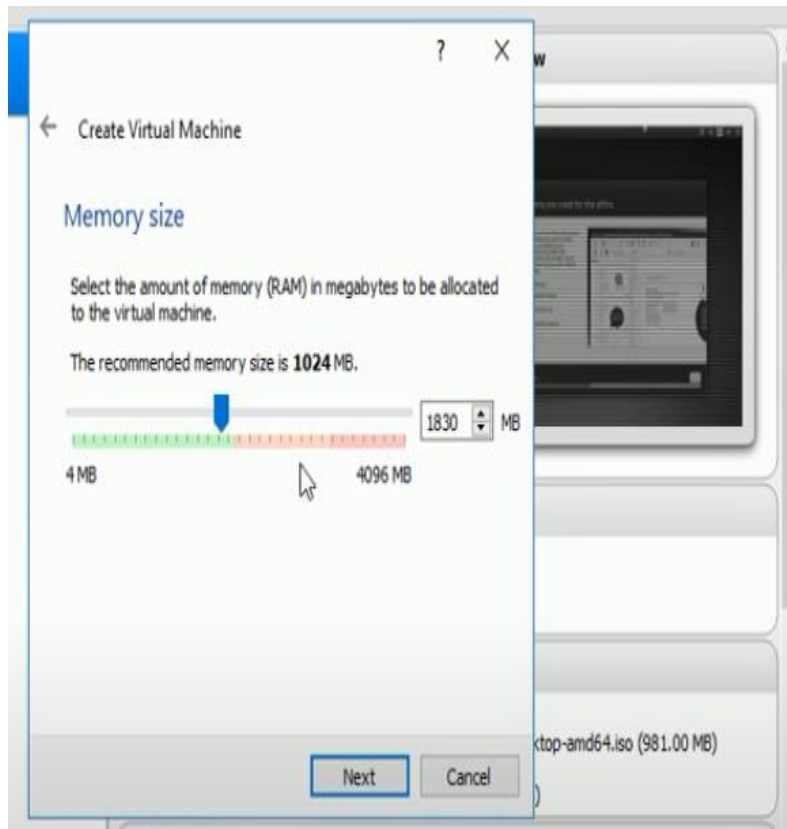 ?
X
w
Create Virtual Machine
Memory size
Select the amount of memory (RAM) in megabytes to be allocated
to the virtual machine.
The recommended memory size is 1024 MB.
1830 MB
4 MB 4096 MB
ktop-amd64.iso (981.00 MB)
Next Cancel
)